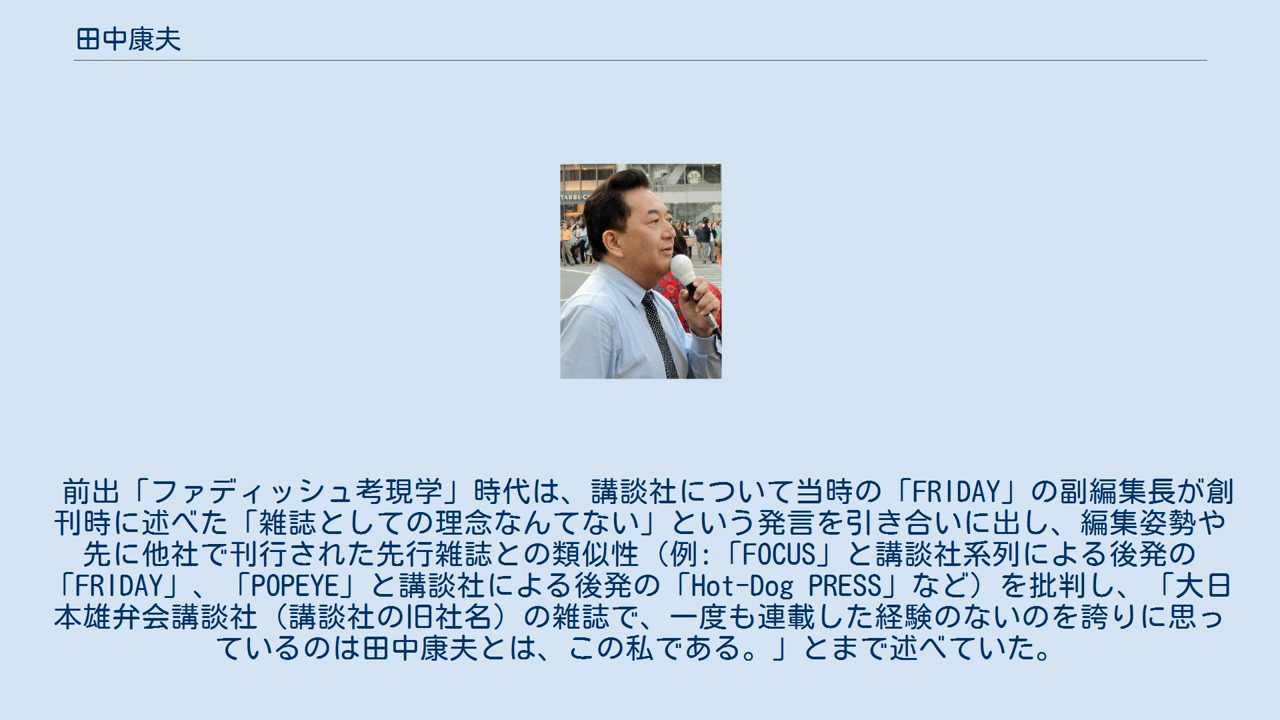 田中康夫
前出「ファディッシュ考現学」時代は、講談社について当時の「FRIDAY」の副編集長が創
刊時に述べた「雑誌としての理念なんてない」という発言を引き合いに出し、編集姿勢や
先に他社で刊行された先行雑誌との類似性（例:「FOCUS」と講談社系列による後発の
「FRIDAY」、「POPEYE」と講談社による後発の「Hot-Dog PRESS」など）を批判し、「大日
本雄弁会講談社（講談社の旧社名）の雑誌で、一度も連載した経験のないのを誇りに思っ
ているのは田中康夫とは、この私である。」とまで述べていた。